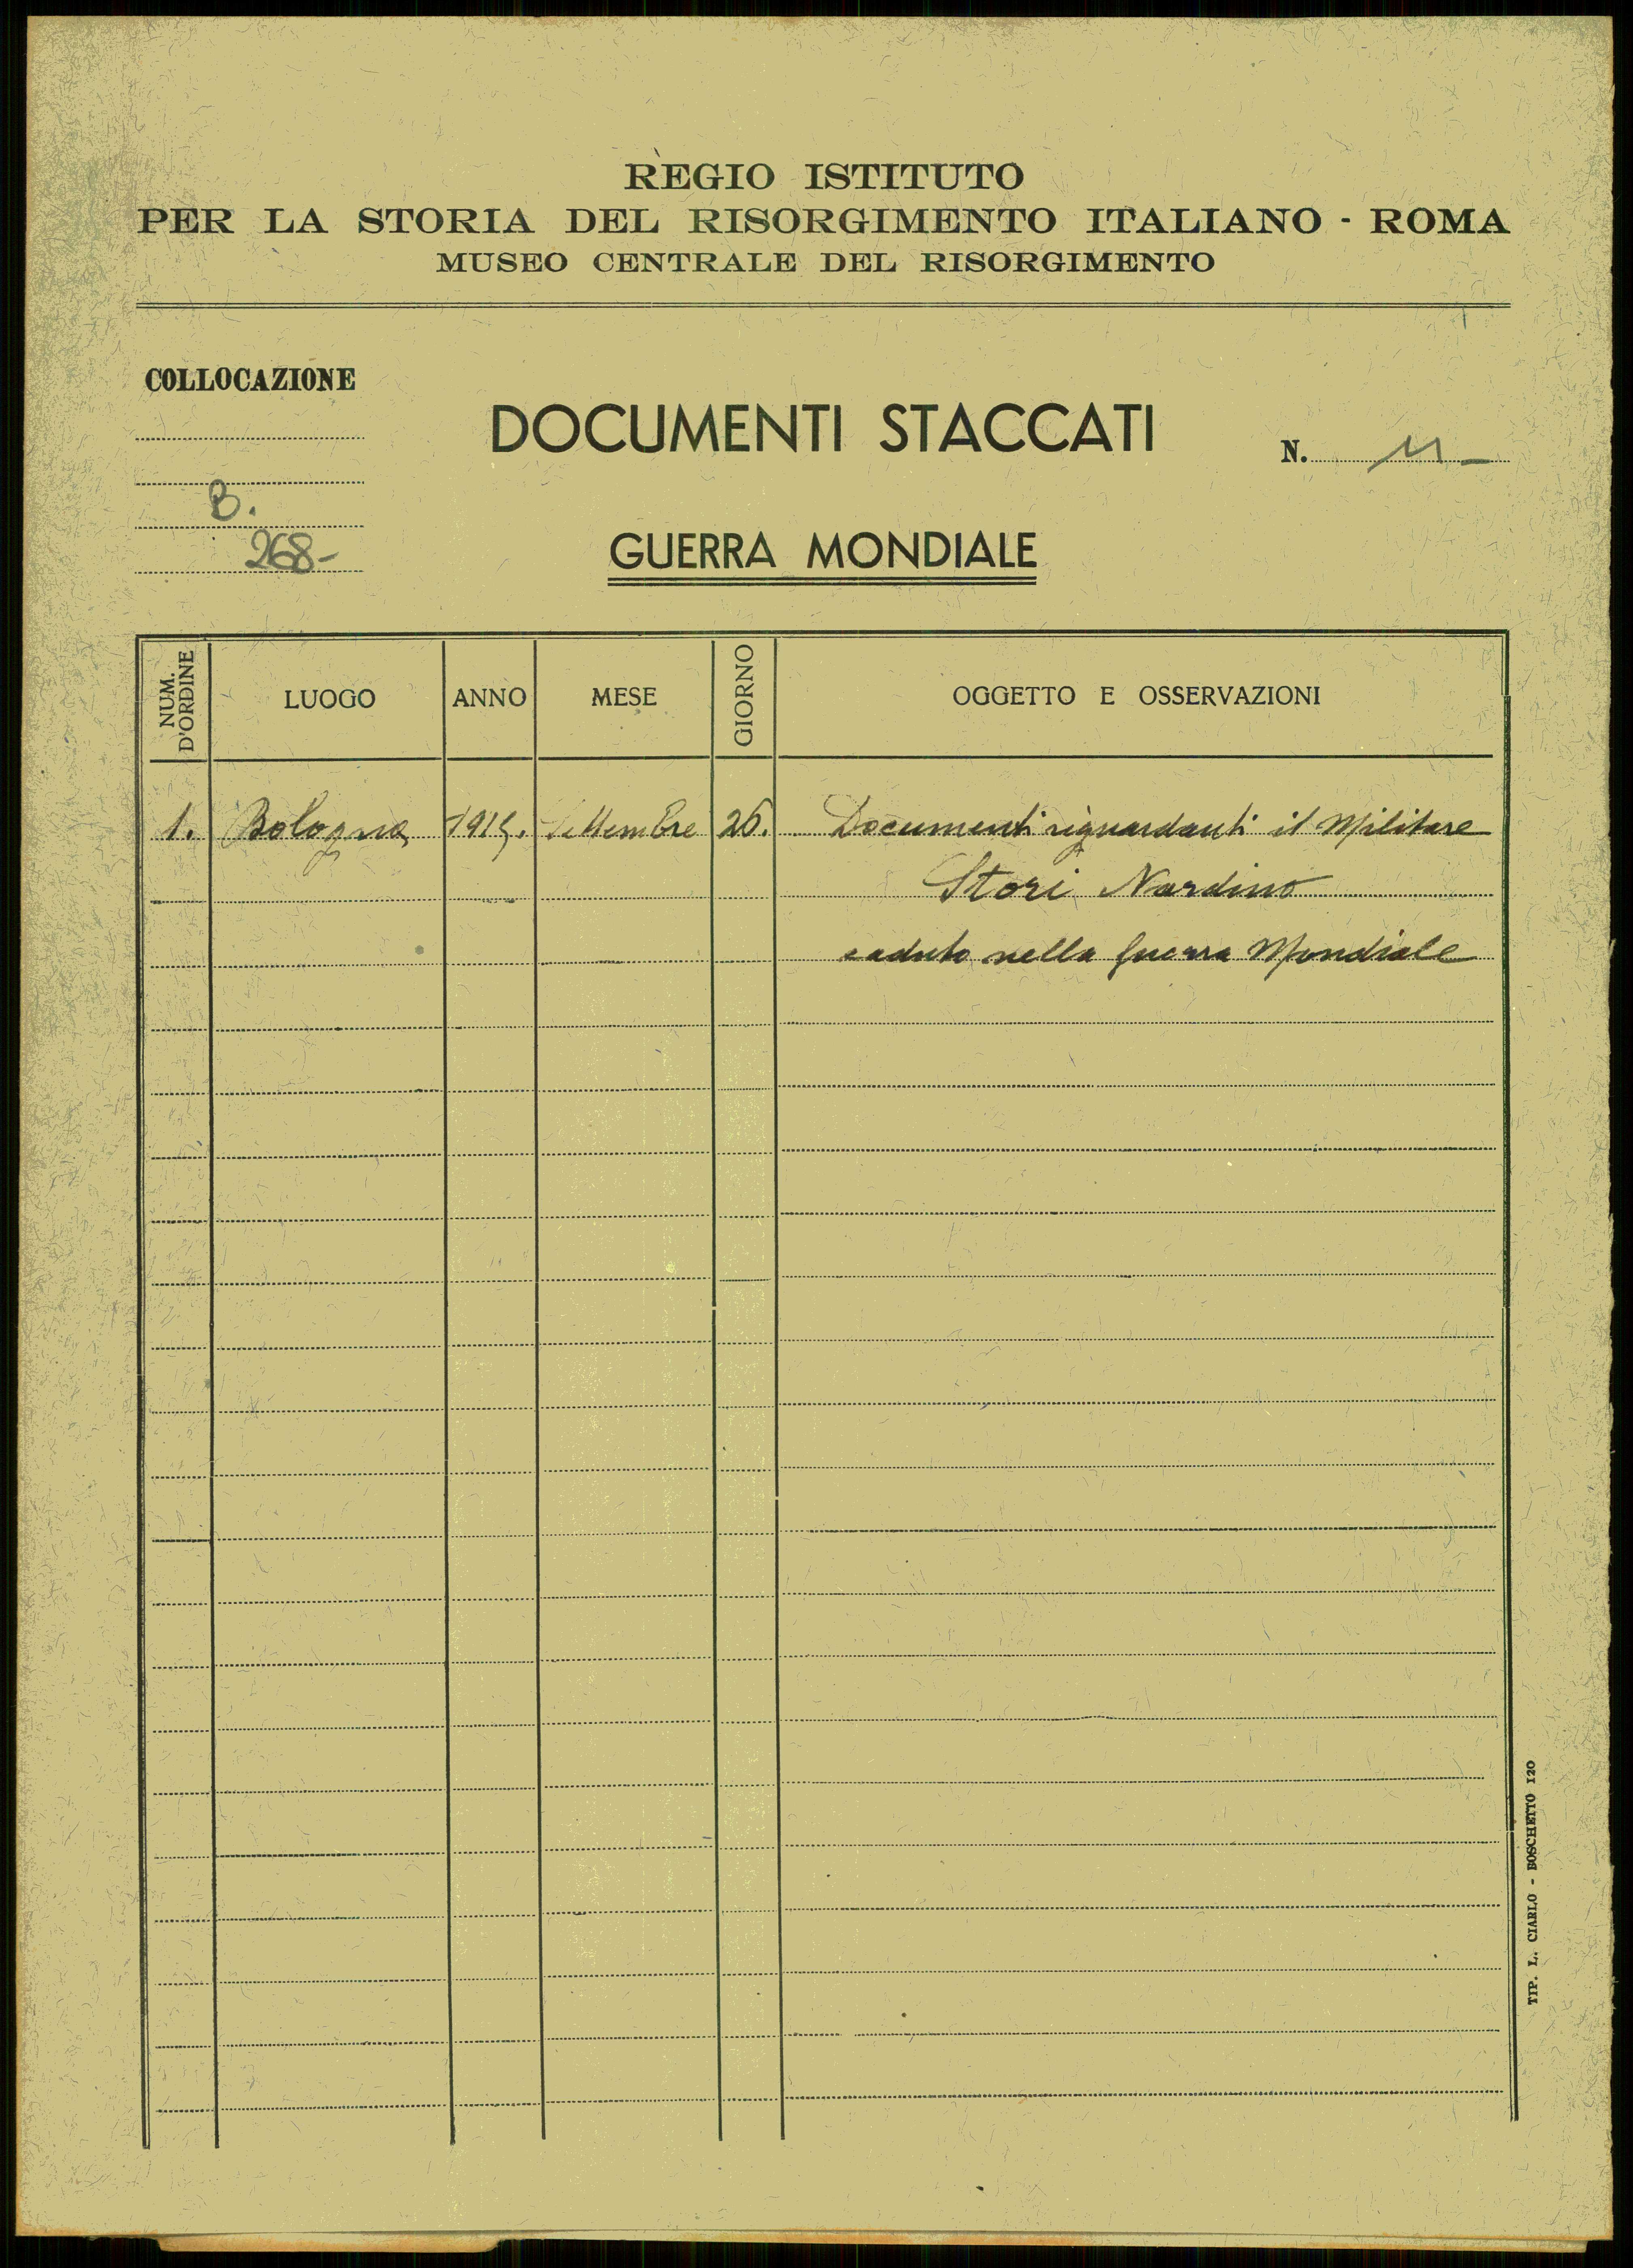 REGIO ISTITUTO
PER LA STORIA DEL RISORGIMENTO ITALIANO - ROMA
MUSEO CENTRALE DEL RISORGIMENTO
COLLOCAZIONE
B.
268-
DOCUMENTI STACCATI
N. 11-
GUERRA MONDIALE
NUM. D'ORDINE LUOGO ANNO MESE GIORNO OGGETTO E OSSERVAZIONI
1. Bologna Settembre 26. Documenti riguardanti il Militare
Stori Nardino
caduto nella Guerra Mondiale
TIP. L. CIARLO - BOSCHETTO 120